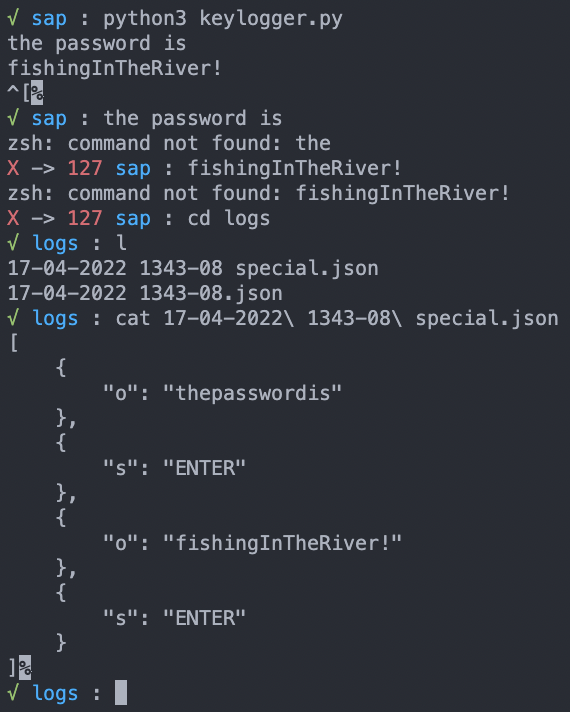 √ sap : python3 keylogger.py
the password is
fishingInTheRiver!
^[%
√ sap : the password is
zsh: command not found: the
X -> 127 sap : fishingInTheRiver!
zsh: command not found: fishingInTheRiver!
X -> 127 sap : cd logs
√ logs : l
17-04-2022 1343-08 special.json
17-04-2022 1343-08.json
√ logs : cat 17-04-2022\ 1343-08\ special.json
[
    {
        "o": "thepasswordis"
    },
    {
        "s": "ENTER"
    },
    {
        "o": "fishingInTheRiver!"
    },
    {
        "s": "ENTER"
    }
]%
√ logs :